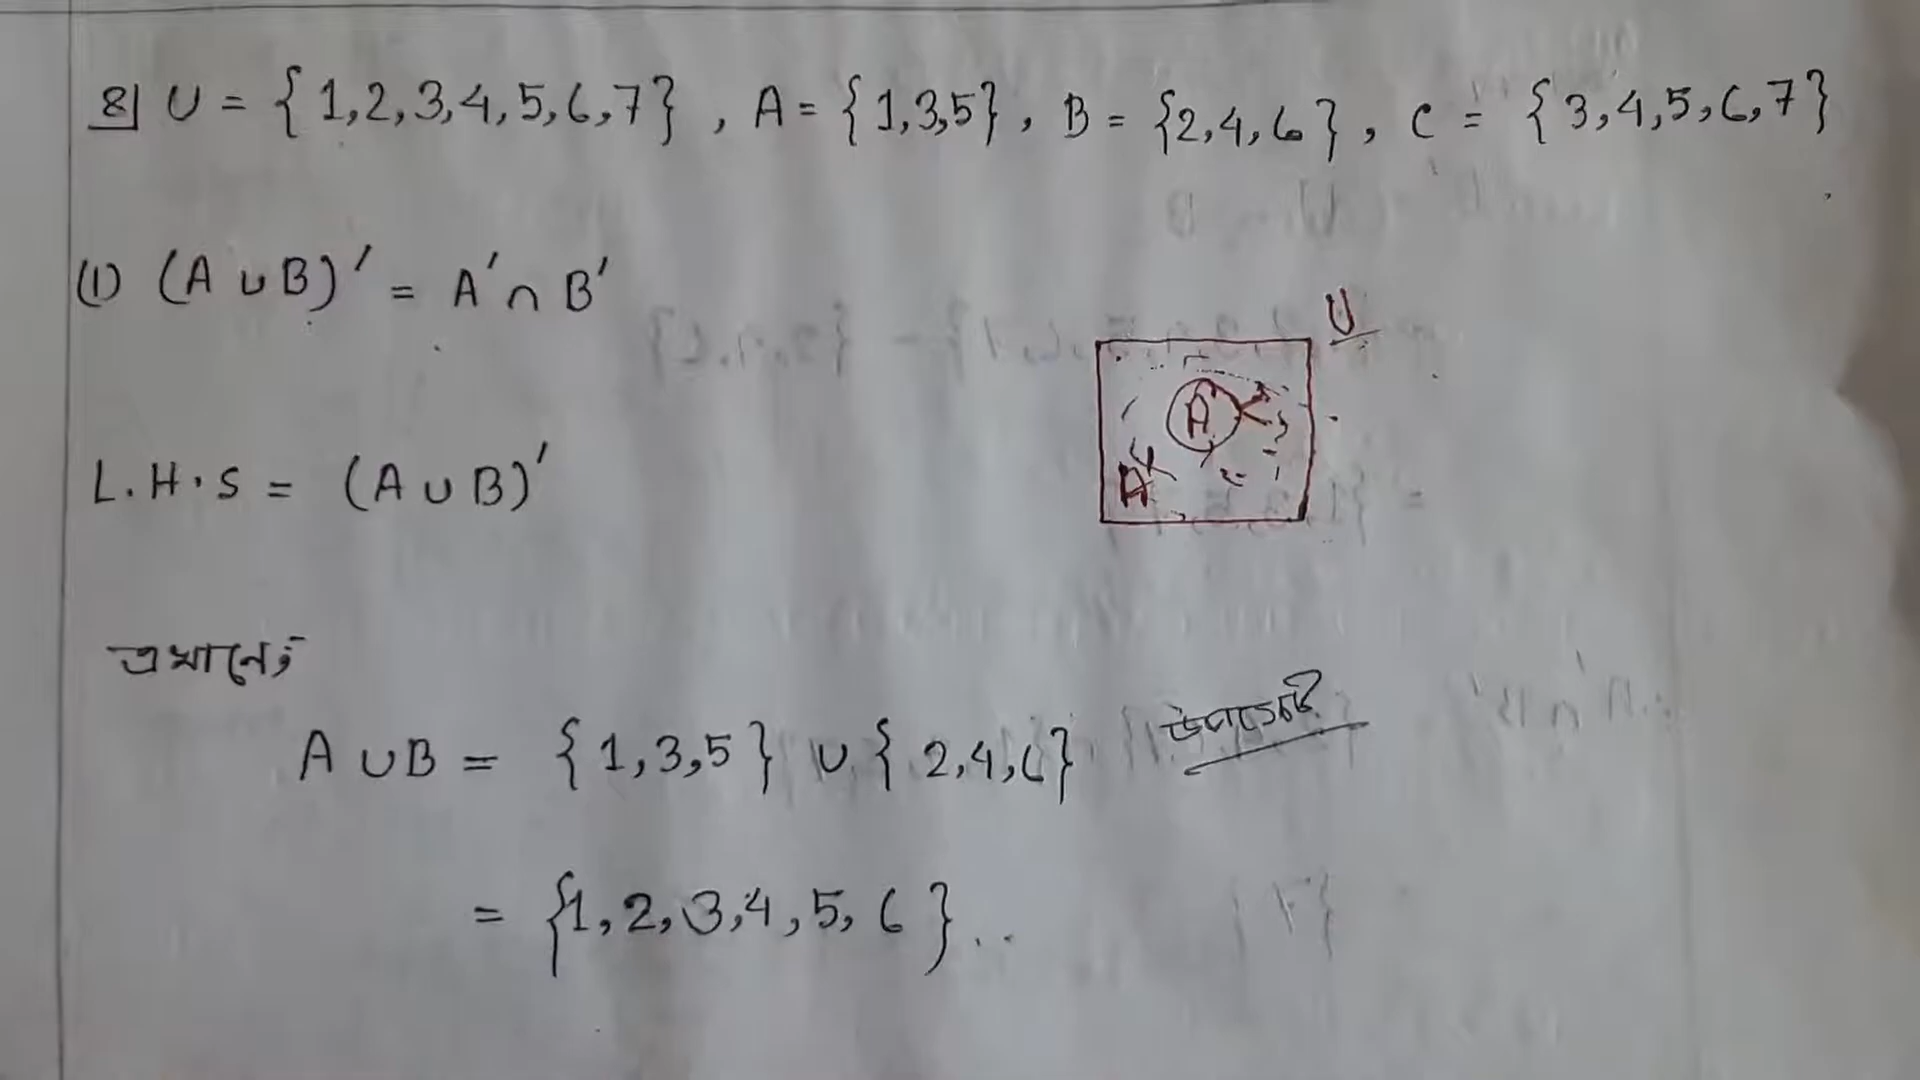 ৪| U = {1,2,3,4,5,6,7}, A = {1,3,5}, B = {2,4,6}, C = {3,4,5,6,7}
(1) (A ∪ B)' = A' ∩ B'
U
A
A'
L.H.S = (A ∪ B)'
এখানে,
A ∪ B = {1,3,5} ∪ {2,4,6}
= {1,2,3,4,5,6}